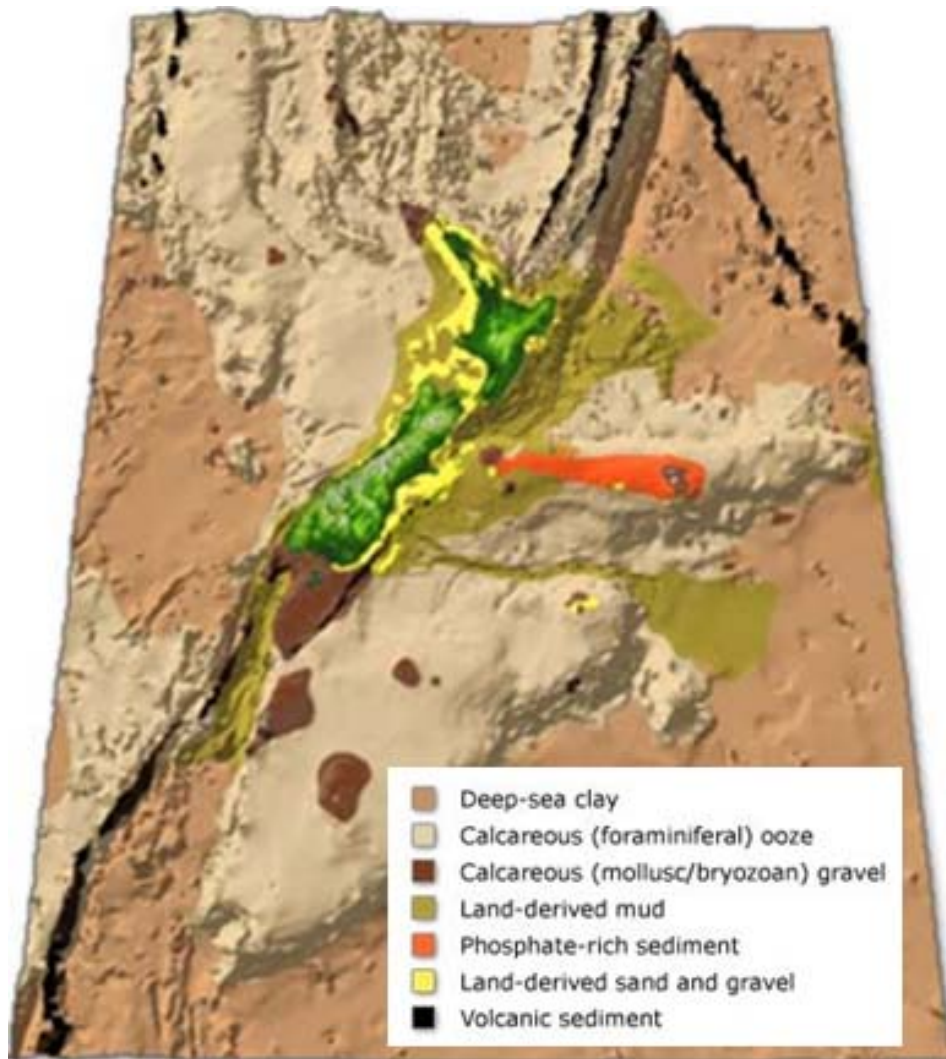 Deep-sea clay
Calcareous (foraminiferal) ooze
Calcareous (mollusc/bryozoan) gravel
Land-derived mud
Phosphate-rich sediment
Land-derived sand and gravel
Volcanic sediment